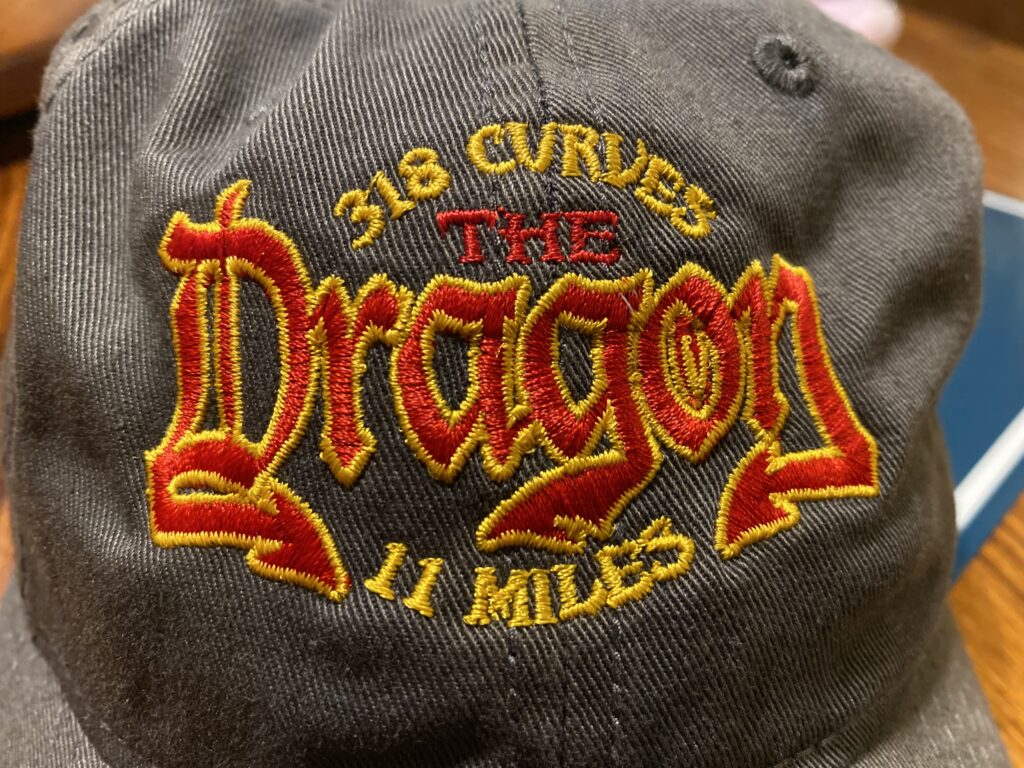 318 CURVES
THE
Dragon
11 MILES